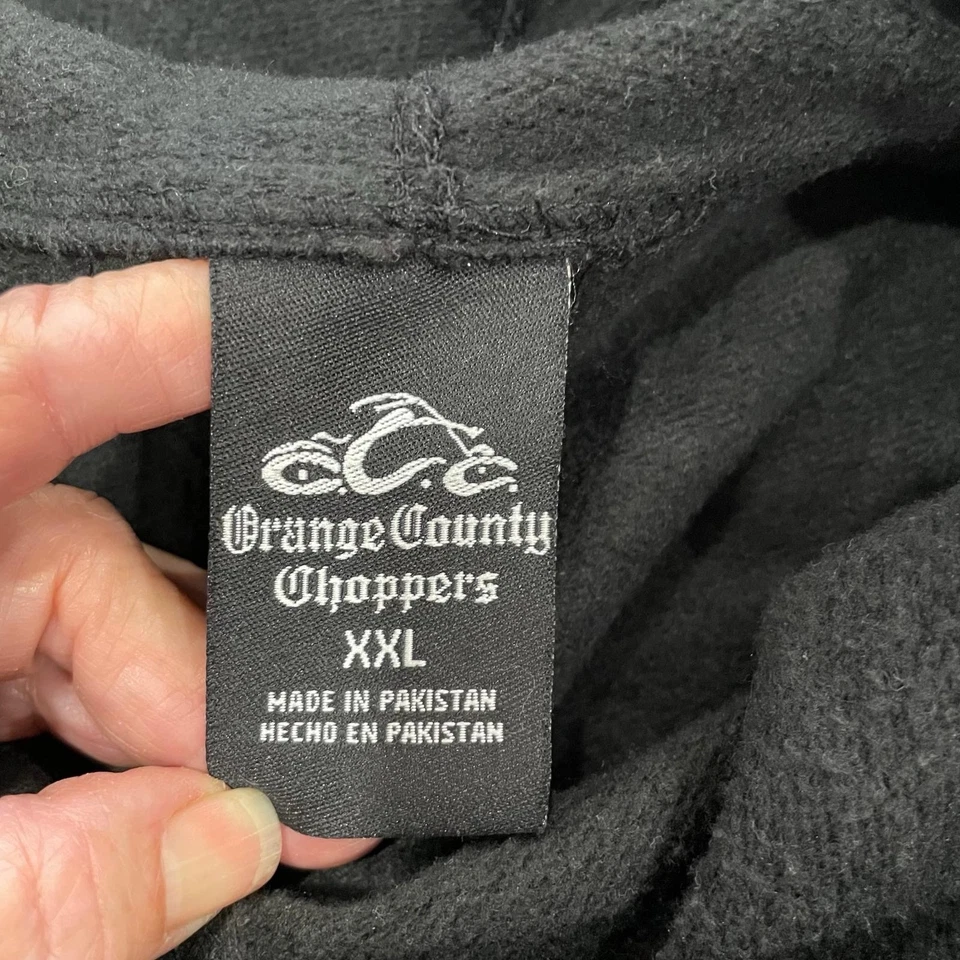 O.C.C.
Orange County
Choppers
XXL
MADE IN PAKISTAN
HECHO EN PAKISTAN